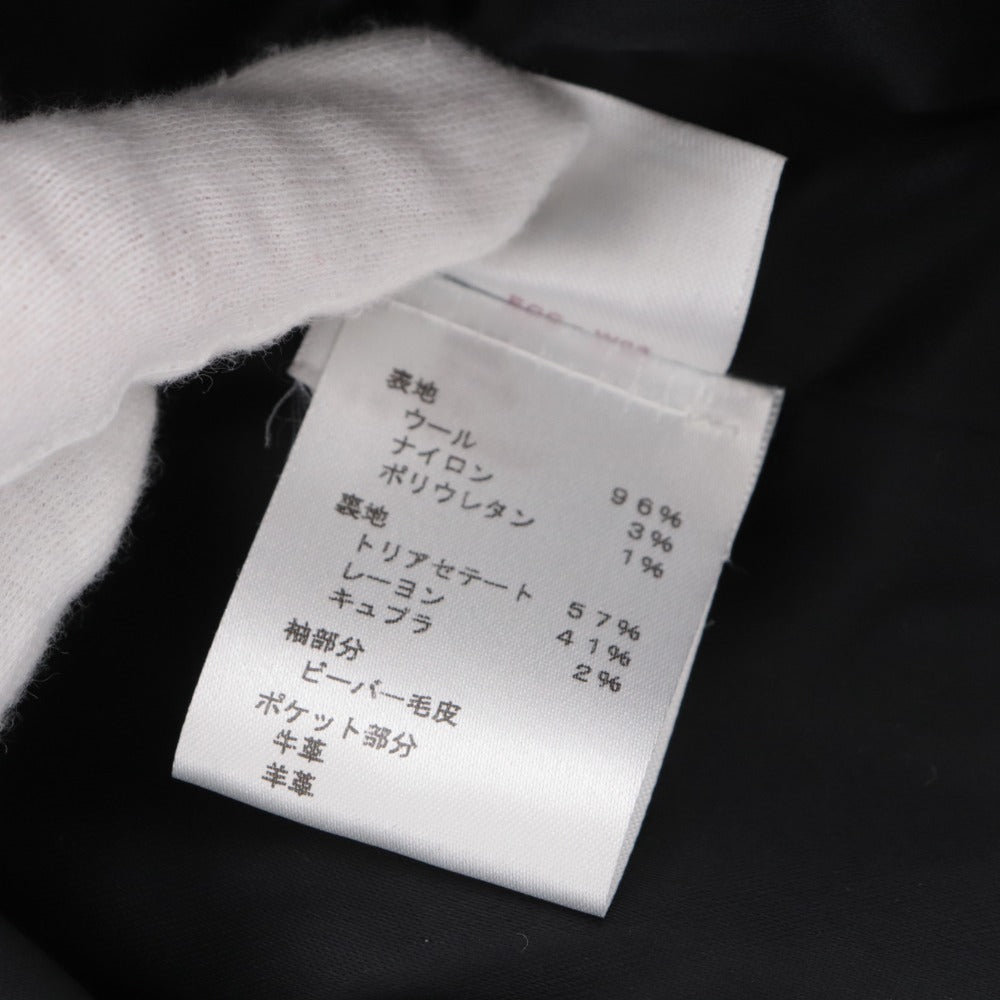 表地
ウール 96%
ナイロン 3%
ポリウレタン 1%
裏地
トリアセテート 57%
レーヨン 41%
キュプラ 2%
袖部分
ビーバー毛皮
ポケット部分
牛革
羊革